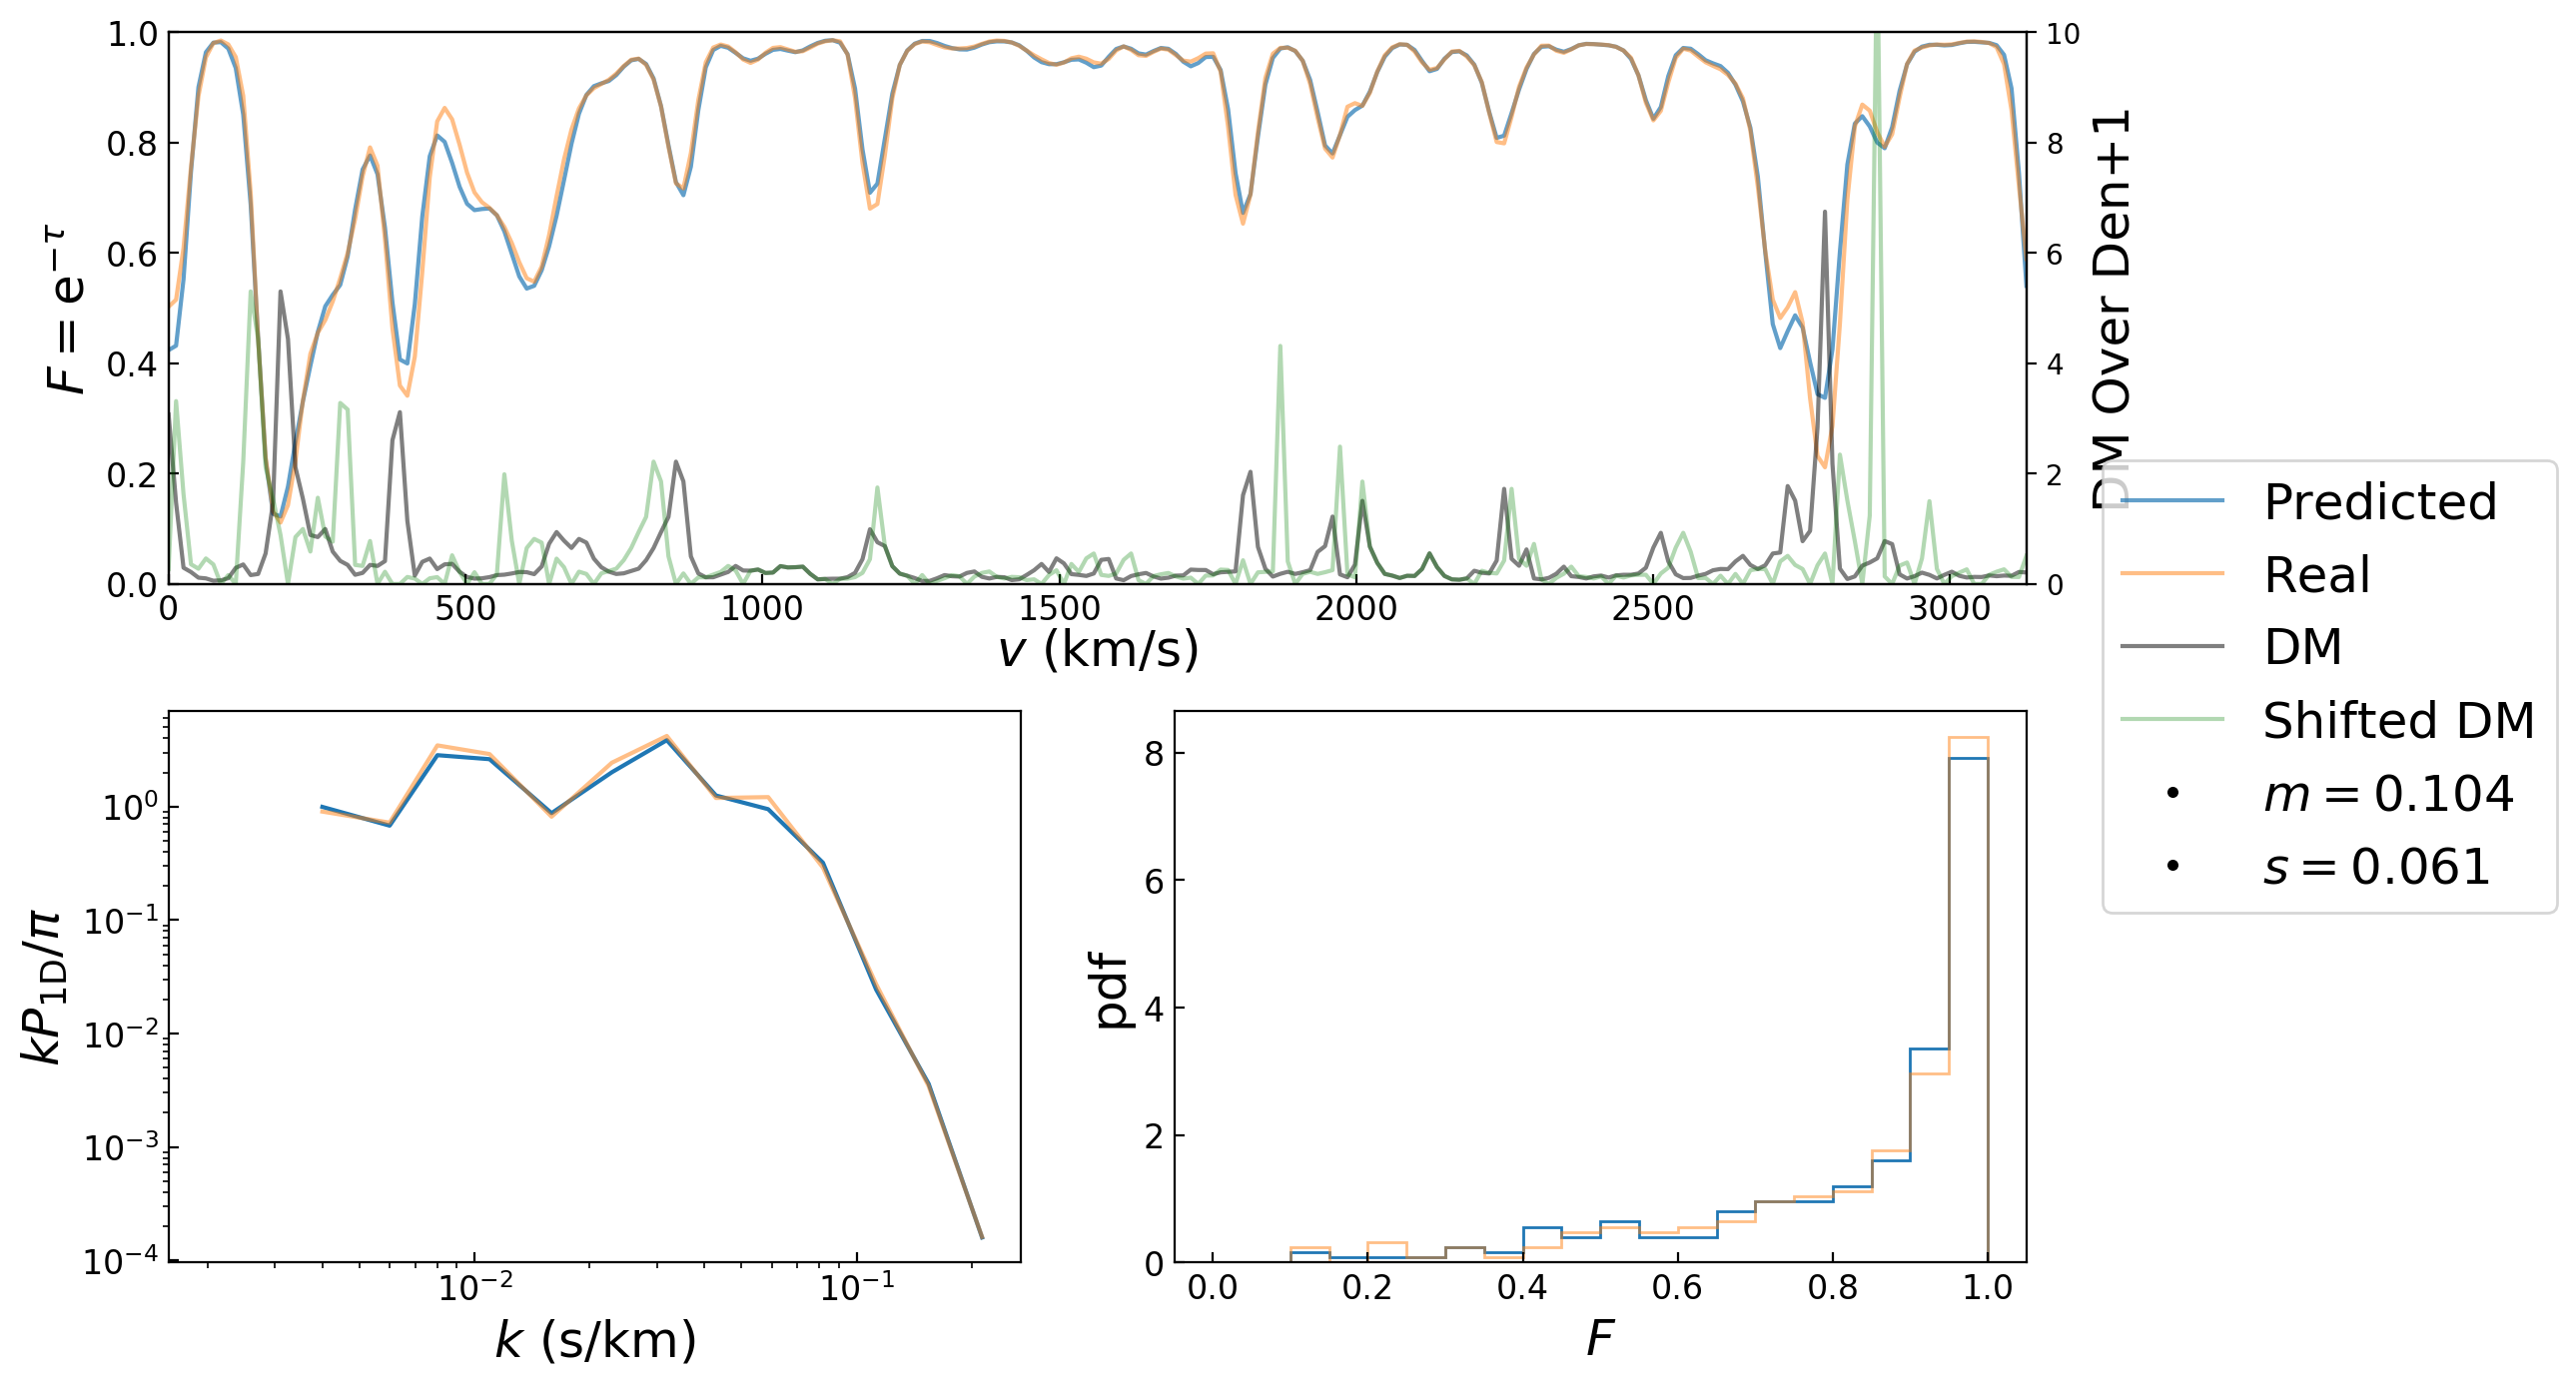 1.0
0.8
0.6
0.4
0.2
0.0
F = e^{-τ}
10
8
6
4
2
0
DM Over Den+1
0 500 1000 1500 2000 2500 3000
v (km/s)
Predicted
Real
DM
Shifted DM
m = 0.104
s = 0.061
10^0
10^{-1}
10^{-2}
10^{-3}
10^{-4}
kP_{1D}/π
10^{-2} 10^{-1}
k (s/km)
8
6
4
2
0
pdf
0.0 0.2 0.4 0.6 0.8 1.0
F